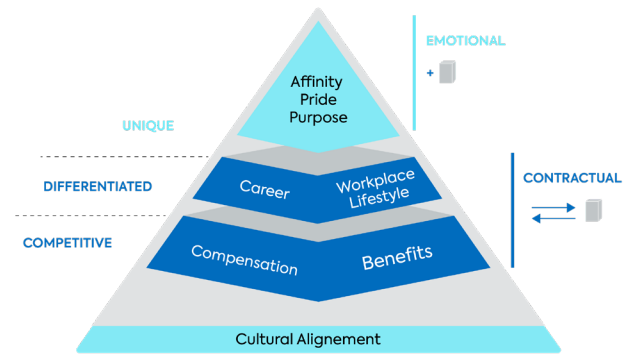 EMOTIONAL
+
Affinity
Pride
Purpose
UNIQUE
DIFFERENTIATED
Career
Workplace
Lifestyle
CONTRACTUAL
COMPETITIVE
Compensation
Benefits
Cultural Alignement